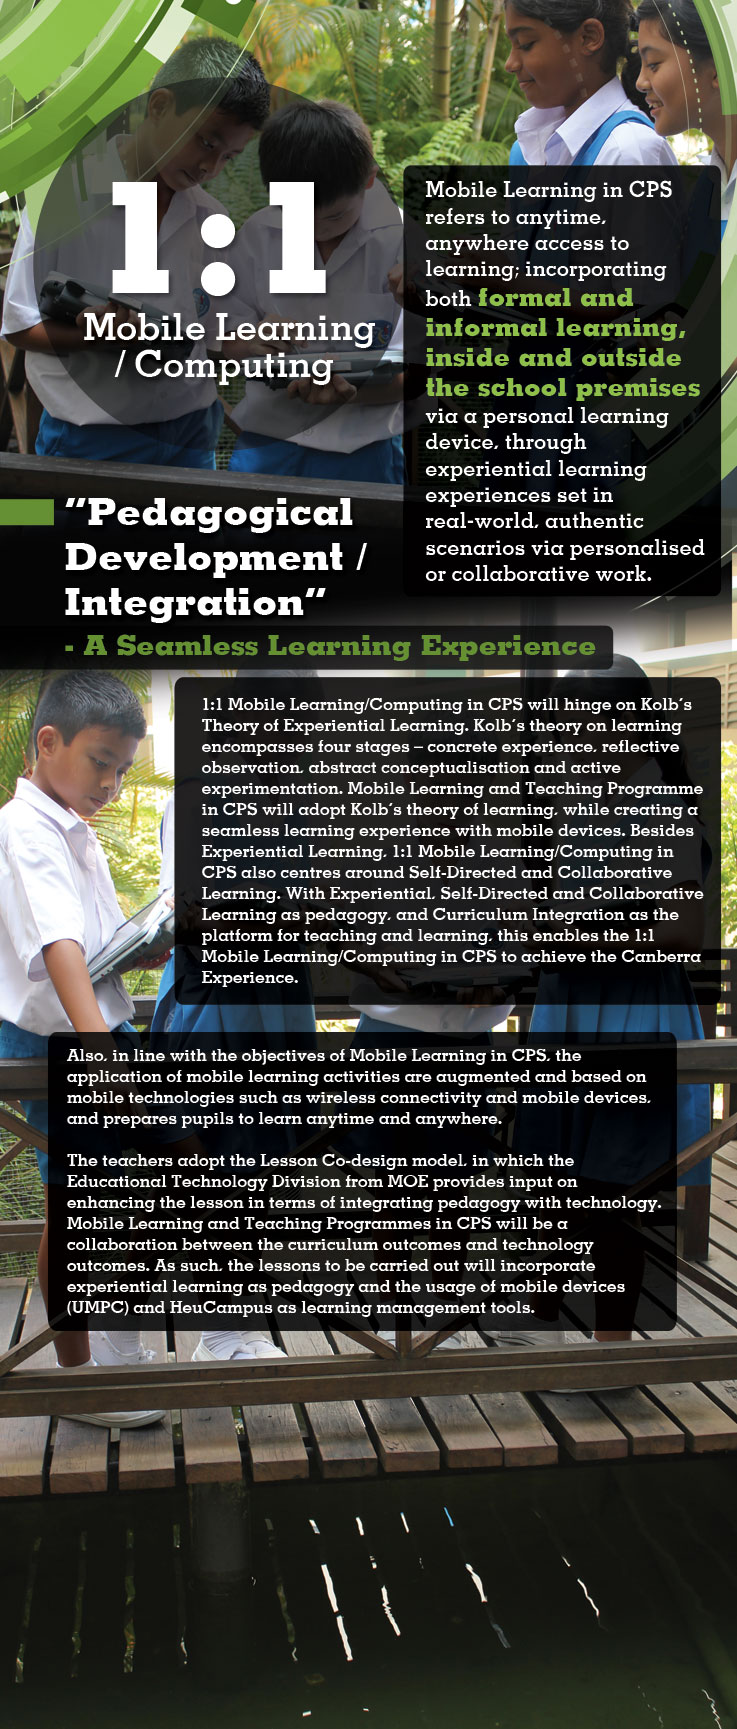 1:1
Mobile Learning
/ Computing
Mobile Learning in CPS
refers to anytime,
anywhere access to
learning; incorporating
both formal and
informal learning,
inside and outside
the school premises
via a personal learning
device, through
experiential learning
experiences set in
real-world, authentic
scenarios via personalised
or collaborative work.
"Pedagogical
Development /
Integration"
- A Seamless Learning Experience
1:1 Mobile Learning/Computing in CPS will hinge on Kolb's
Theory of Experiential Learning. Kolb's theory on learning
encompasses four stages – concrete experience, reflective
observation, abstract conceptualisation and active
experimentation. Mobile Learning and Teaching Programme
in CPS will adopt Kolb's theory of learning, while creating a
seamless learning experience with mobile devices. Besides
Experiential Learning, 1:1 Mobile Learning/Computing in
CPS also centres around Self-Directed and Collaborative
Learning. With Experiential, Self-Directed and Collaborative
Learning as pedagogy, and Curriculum Integration as the
platform for teaching and learning, this enables the 1:1
Mobile Learning/Computing in CPS to achieve the Canberra
Experience.
Also, in line with the objectives of Mobile Learning in CPS, the
application of mobile learning activities are augmented and based on
mobile technologies such as wireless connectivity and mobile devices,
and prepares pupils to learn anytime and anywhere.
The teachers adopt the Lesson Co-design model, in which the
Educational Technology Division from MOE provides input on
enhancing the lesson in terms of integrating pedagogy with technology.
Mobile Learning and Teaching Programmes in CPS will be a
collaboration between the curriculum outcomes and technology
outcomes. As such, the lessons to be carried out will incorporate
experiential learning as pedagogy and the usage of mobile devices
(UMPC) and HeuCampus as learning management tools.